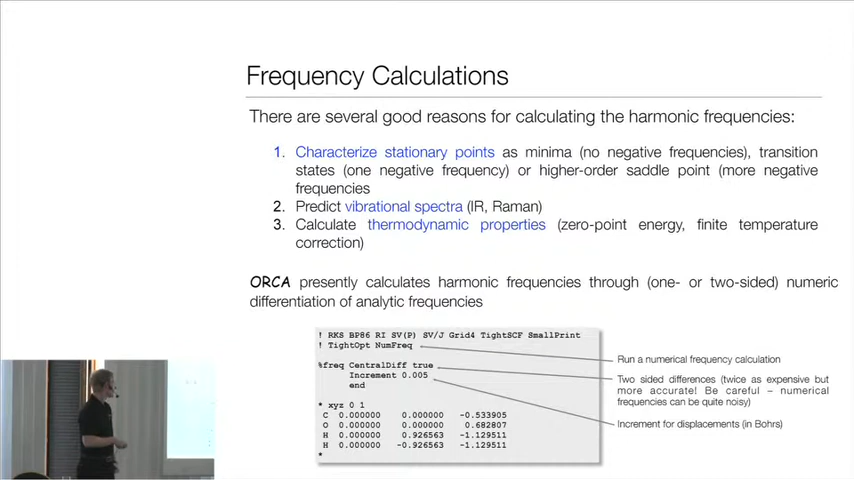 Frequency Calculations
There are several good reasons for calculating the harmonic frequencies:
1. Characterize stationary points as minima (no negative frequencies), transition
states (one negative frequency) or higher-order saddle point (more negative
frequencies
2. Predict vibrational spectra (IR, Raman)
3. Calculate thermodynamic properties (zero-point energy, finite temperature
correction)
ORCA presently calculates harmonic frequencies through (one- or two-sided) numeric
differentiation of analytic frequencies
! RKS BP86 RI SV(P) SV/J Grid4 TightSCF SmallPrint
! TightOpt NumFreq
%freq CentralDiff true
Increment 0.005
end
* xyz 0 1
C 0.000000 0.000000 -0.533905
O 0.000000 0.000000 0.682807
H 0.000000 0.926563 -1.129511
H 0.000000 -0.926563 -1.129511
*
Run a numerical frequency calculation
Two sided differences (twice as expensive but
more accurate! Be careful – numerical
frequencies can be quite noisy)
Increment for displacements (in Bohrs)